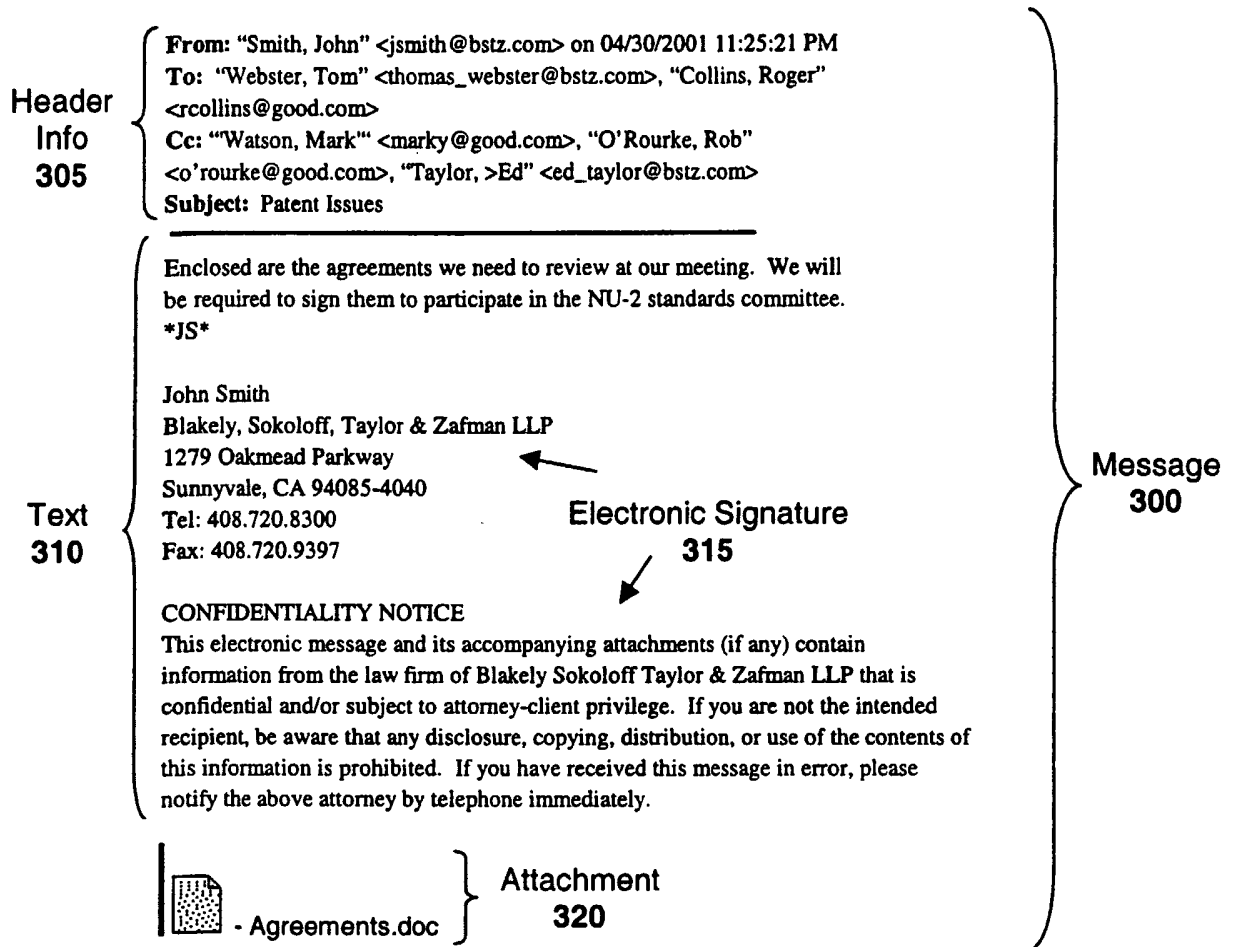 From: "Smith, John" <jsmith@bstz.com> on 04/30/2001 11:25:21 PM
To: "Webster, Tom" <thomas_webster@bstz.com>, "Collins, Roger"
<rcollins@good.com>
Cc: "'Watson, Mark'" <marky@good.com>, "O'Rourke, Rob"
<o'rourke@good.com>, "Taylor, >Ed" <ed_taylor@bstz.com>
Subject: Patent Issues
Header
Info
305
Enclosed are the agreements we need to review at our meeting. We will
be required to sign them to participate in the NU-2 standards committee.
*JS*
John Smith
Blakely, Sokoloff, Taylor & Zafman LLP
1279 Oakmead Parkway
Sunnyvale, CA 94085-4040
Tel: 408.720.8300
Fax: 408.720.9397
Electronic Signature
315
Text
310
Message
300
CONFIDENTIALITY NOTICE
This electronic message and its accompanying attachments (if any) contain
information from the law firm of Blakely Sokoloff Taylor & Zafman LLP that is
confidential and/or subject to attorney-client privilege. If you are not the intended
recipient, be aware that any disclosure, copying, distribution, or use of the contents of
this information is prohibited. If you have received this message in error, please
notify the above attorney by telephone immediately.
- Agreements.doc
Attachment
320